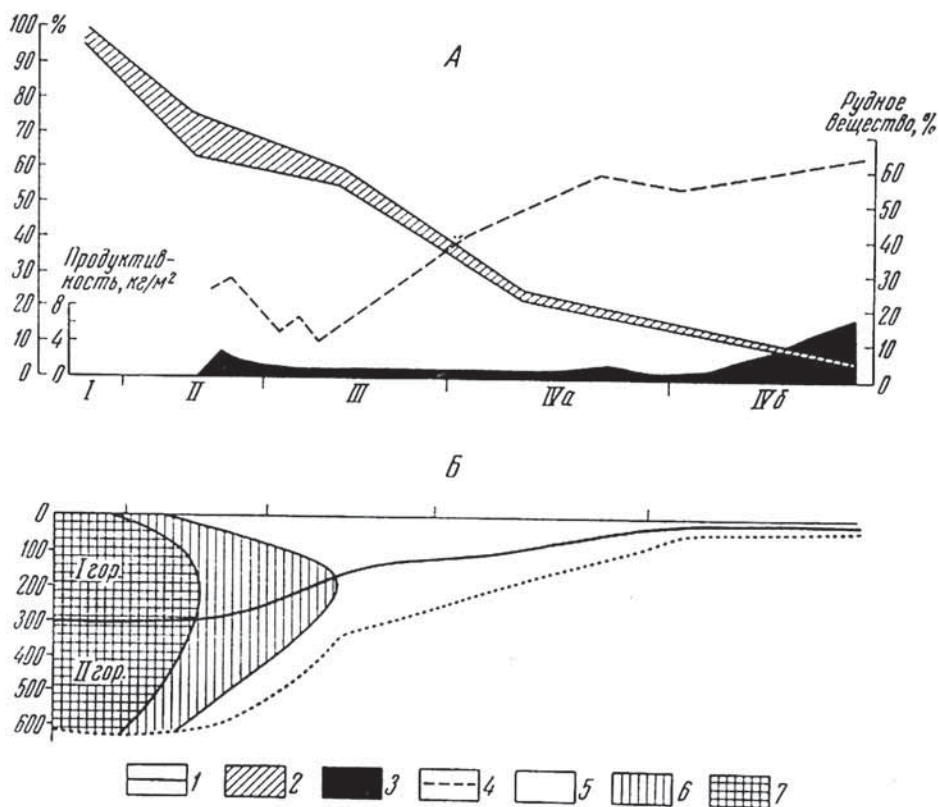 100 %
90
80
70
60
50
40
30
20
10
0
А
Продуктив-
ность, кг/м²
8
4
0
Рудное
вещество, %
60
50
40
30
20
10
0
I II III IVа IVб
Б
0
100
200
300
400
500
600
I гор.
II гор.
1 2 3 4 5 6 7